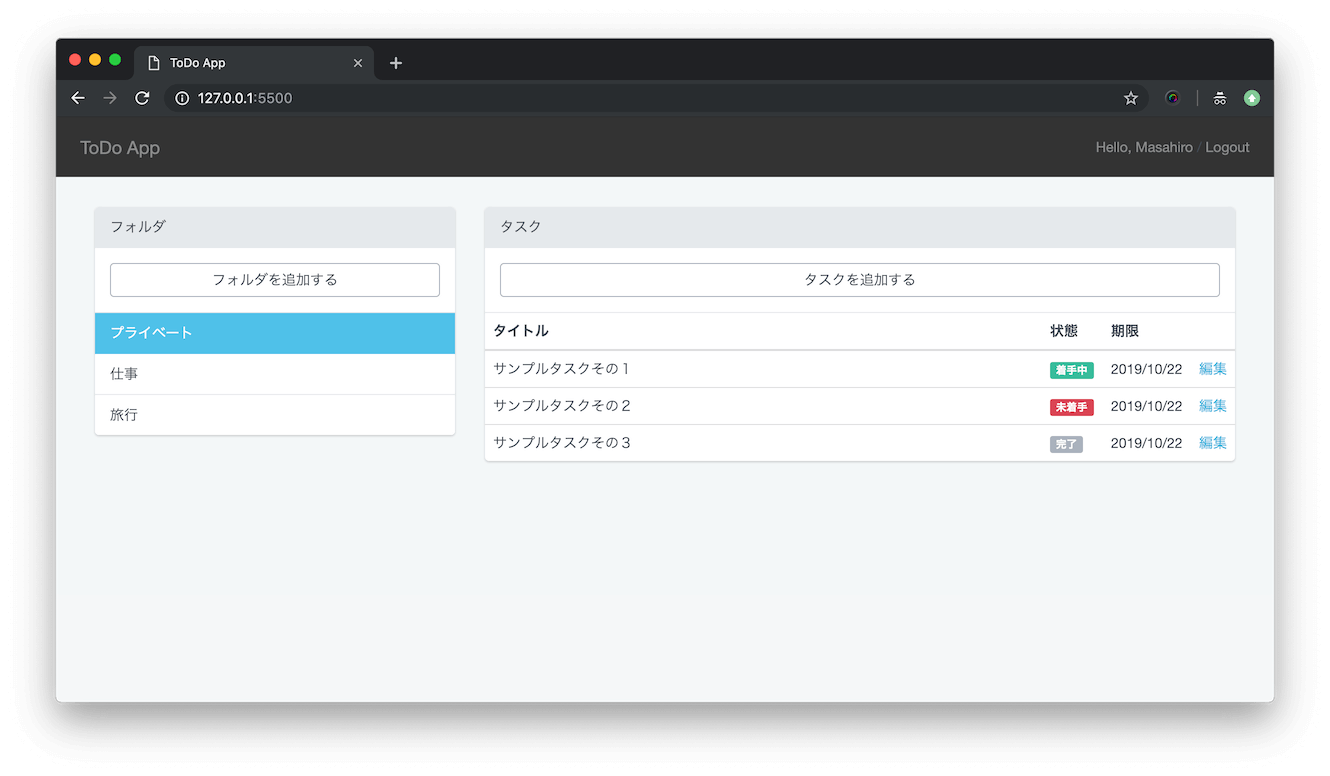 ToDo App
127.0.0.1:5500
ToDo App
Hello, Masahiro / Logout
フォルダ
フォルダを追加する
プライベート
仕事
旅行
タスク
タスクを追加する
タイトル 状態 期限
サンプルタスクその1 着手中 2019/10/22 編集
サンプルタスクその2 未着手 2019/10/22 編集
サンプルタスクその3 完了 2019/10/22 編集